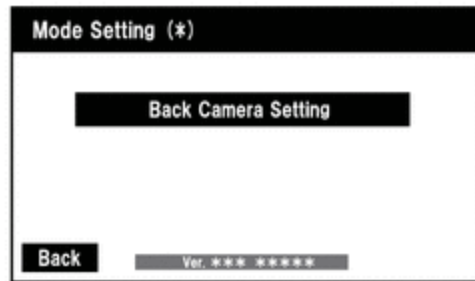 Mode Setting (*)
Back Camera Setting
Back
Ver. *** *****